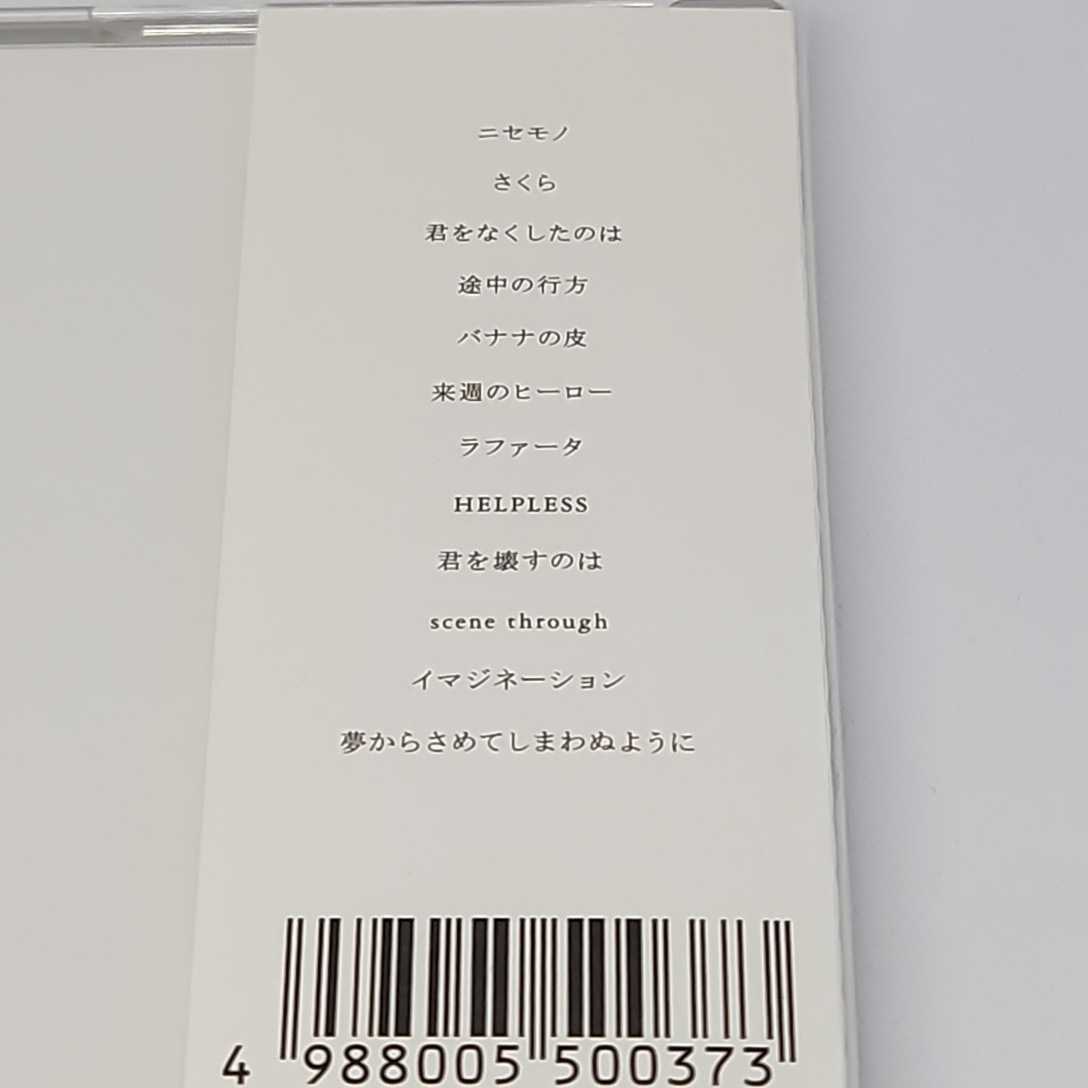 ニセモノ
さくら
君をなくしたのは
途中の行方
バナナの皮
来週のヒーロー
ラファータ
HELPLESS
君を壊すのは
scene through
イマジネーション
夢からさめてしまわぬように
4 988005 500373